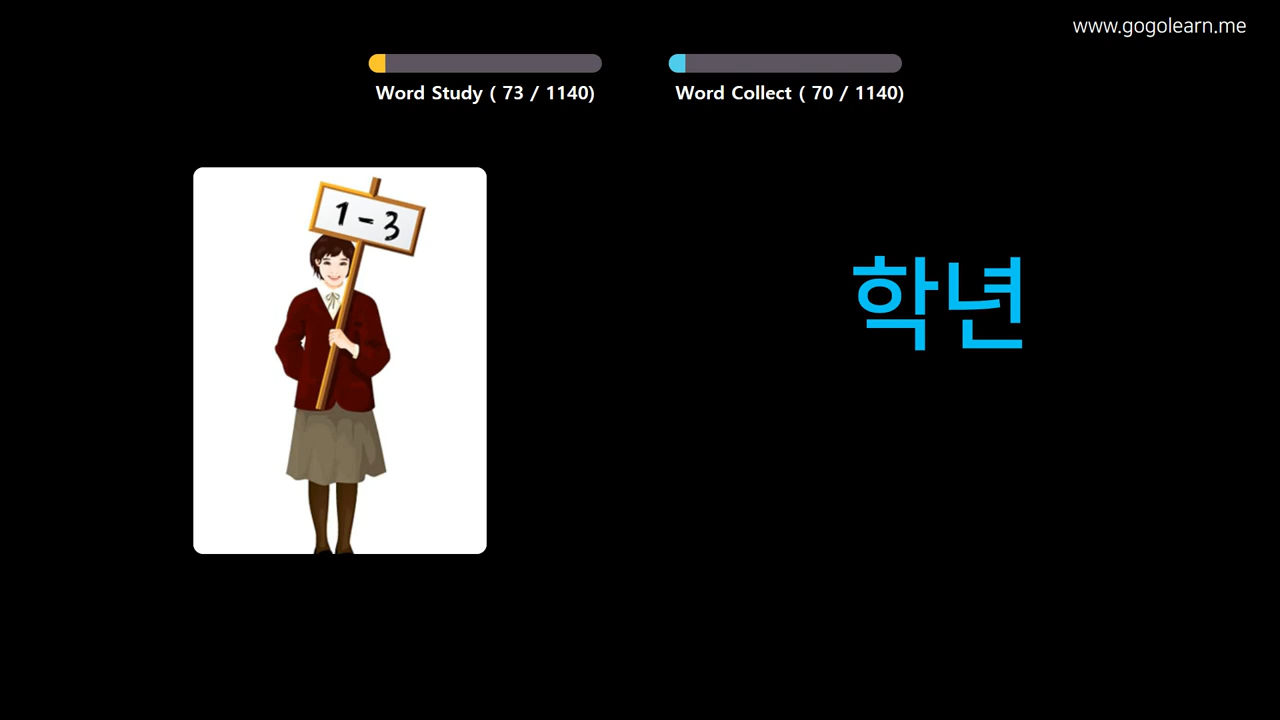 www.gogolearn.me
Word Study ( 73 / 1140)
Word Collect ( 70 / 1140)
1 - 3
학년